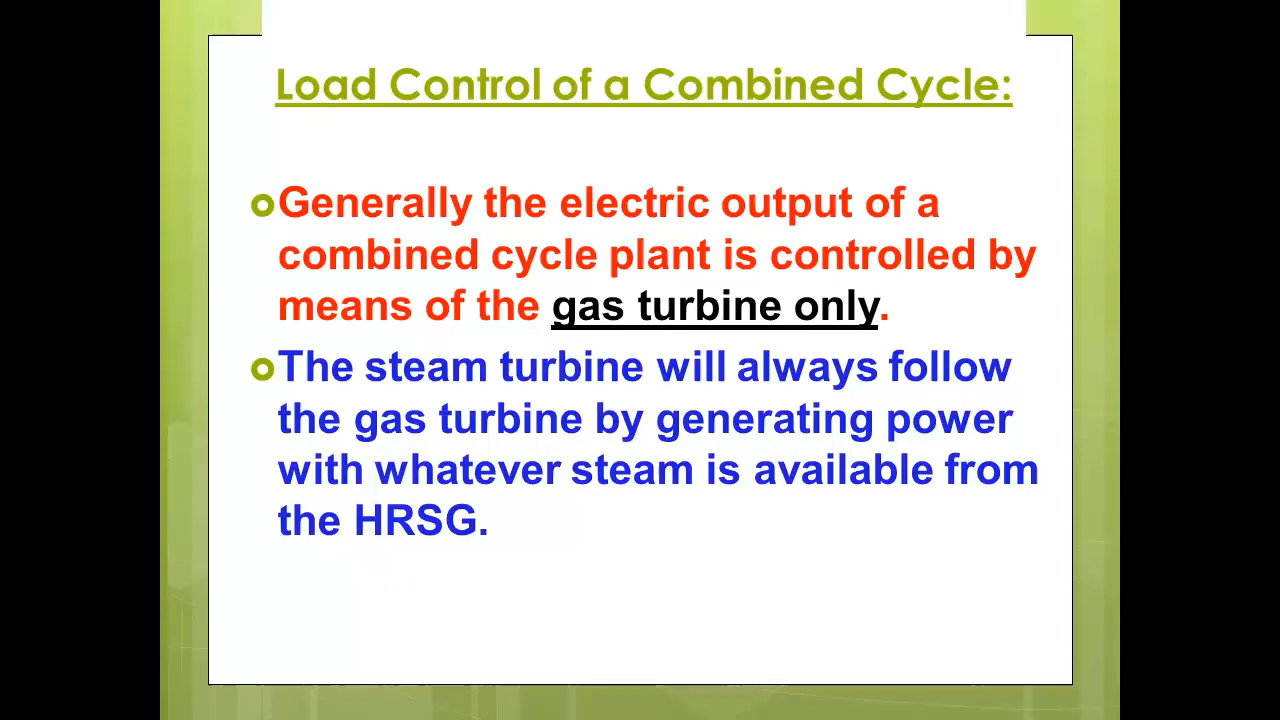 Load Control of a Combined Cycle:
Generally the electric output of a
combined cycle plant is controlled by
means of the gas turbine only.
The steam turbine will always follow
the gas turbine by generating power
with whatever steam is available from
the HRSG.